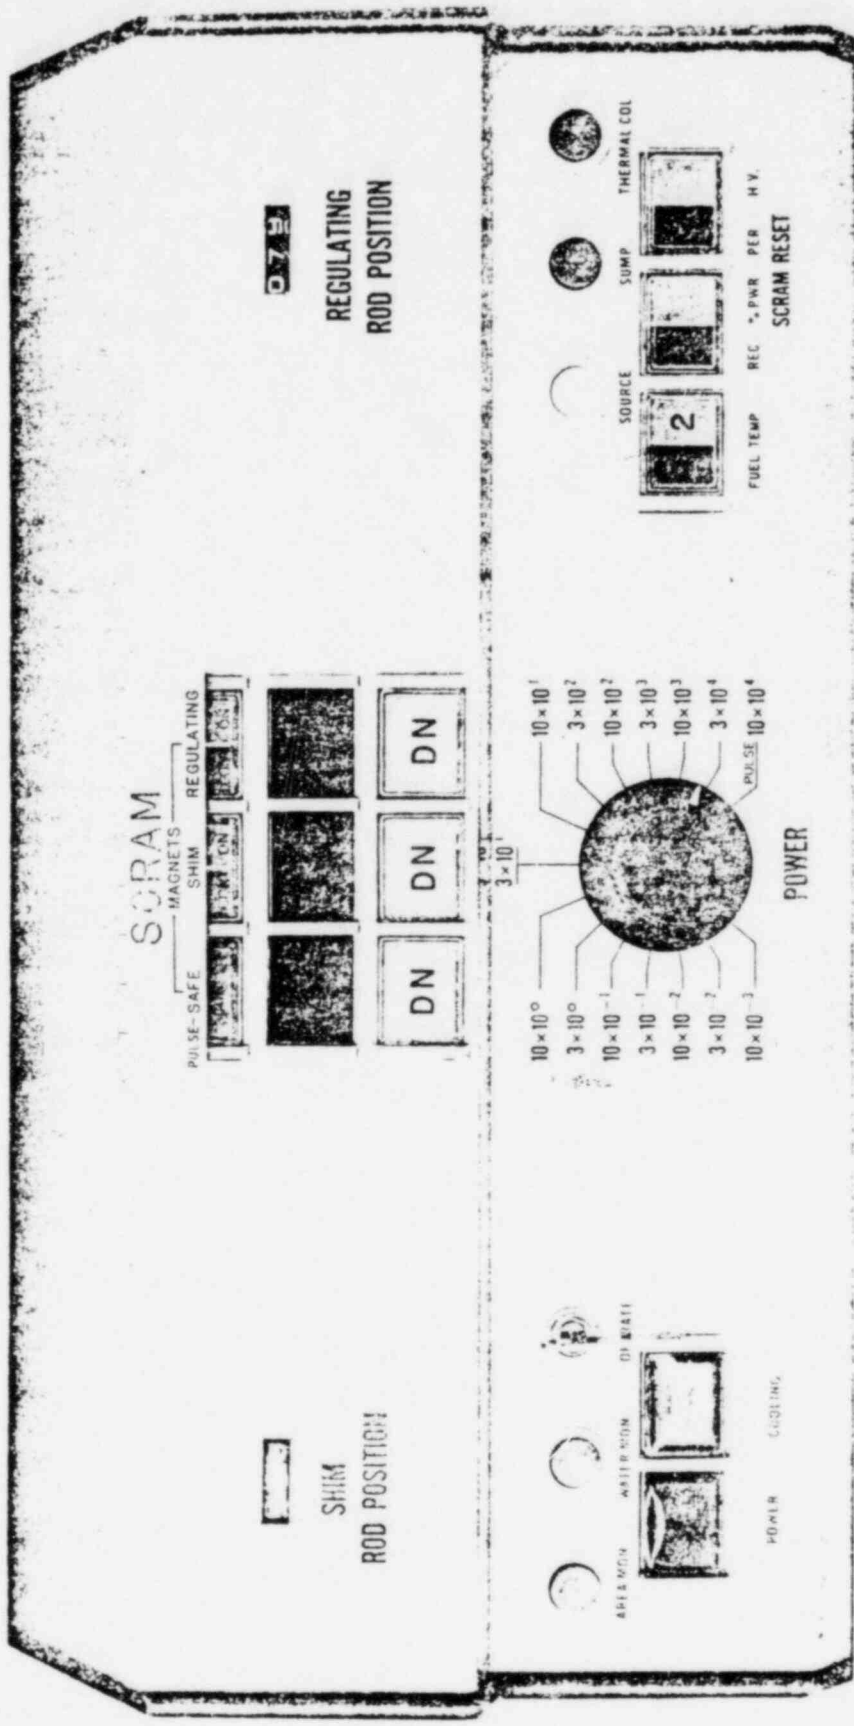 SCRAM
MAGNETS
PULSE-SAFE SHIM REGULATING
SHIM
ROD POSITION
REGULATING
ROD POSITION
DN DN DN
AREA MON WATER MON
SOURCE SUMP THERMAL COL
3×10¹
10×10⁰ 10×10¹
3×10⁰ 3×10²
10×10⁻¹ 10×10²
3×10⁻¹ 3×10³
10×10⁻² 10×10³
3×10⁻² 3×10⁴
10×10⁻³ PULSE 10×10⁴
POWER
POWER COOLING
2
FUEL TEMP REC % PWR PER H.V.
SCRAM RESET